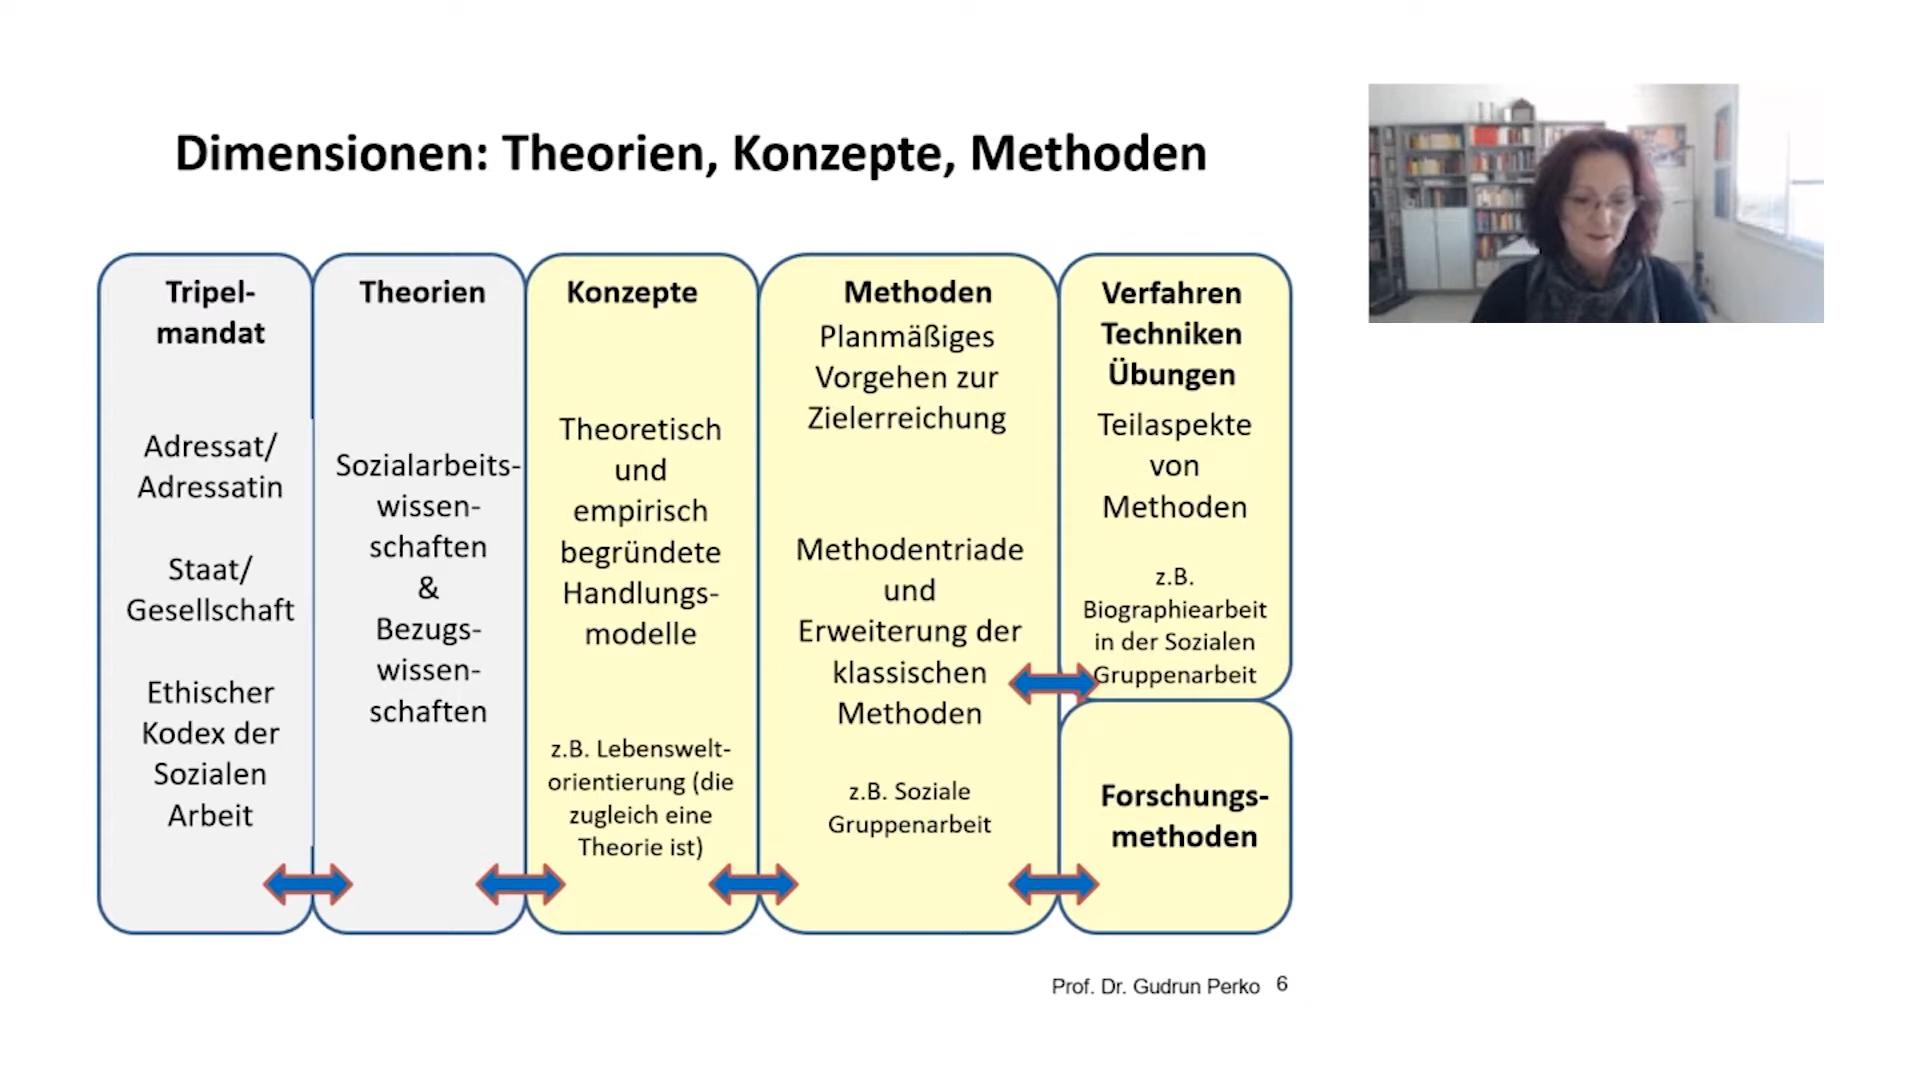 Dimensionen: Theorien, Konzepte, Methoden
Tripel-
mandat
Adressat/
Adressatin
Staat/
Gesellschaft
Ethischer
Kodex der
Sozialen
Arbeit
Theorien
Sozialarbeits-
wissen-
schaften
&
Bezugs-
wissen-
schaften
Konzepte
Theoretisch
und
empirisch
begründete
Handlungs-
modelle
z.B. Lebenswelt-
orientierung (die
zugleich eine
Theorie ist)
Methoden
Planmäßiges
Vorgehen zur
Zielerreichung
Methodentriade
und
Erweiterung der
klassischen
Methoden
z.B. Soziale
Gruppenarbeit
Verfahren
Techniken
Übungen
Teilaspekte
von
Methoden
z.B.
Biographiearbeit
in der Sozialen
Gruppenarbeit
Forschungs-
methoden
Prof. Dr. Gudrun Perko 6